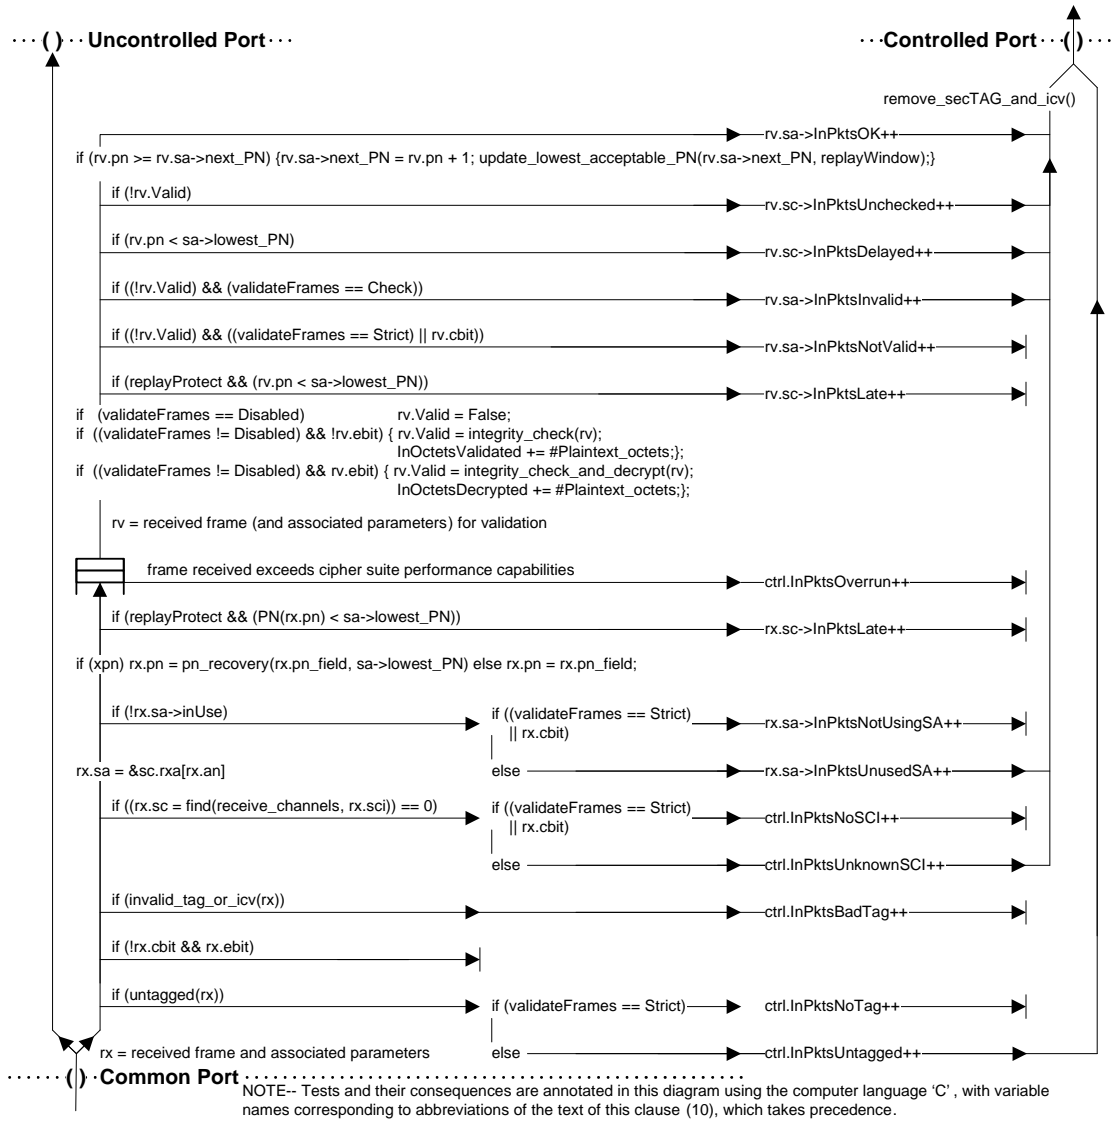 ··· ( ) ·· Uncontrolled Port ···
··· Controlled Port ·· ( ) ···
remove_secTAG_and_icv()
rv.sa->InPktsOK++
if (rv.pn >= rv.sa->next_PN) {rv.sa->next_PN = rv.pn + 1; update_lowest_acceptable_PN(rv.sa->next_PN, replayWindow);}
if (!rv.Valid)
rv.sc->InPktsUnchecked++
if (rv.pn < sa->lowest_PN)
rv.sc->InPktsDelayed++
if ((!rv.Valid) && (validateFrames == Check))
rv.sa->InPktsInvalid++
if ((!rv.Valid) && ((validateFrames == Strict) || rv.cbit))
rv.sa->InPktsNotValid++
if (replayProtect && (rv.pn < sa->lowest_PN))
rv.sc->InPktsLate++
if (validateFrames == Disabled) rv.Valid = False;
if ((validateFrames != Disabled) && !rv.ebit) { rv.Valid = integrity_check(rv);
InOctetsValidated += #Plaintext_octets;};
if ((validateFrames != Disabled) && rv.ebit) { rv.Valid = integrity_check_and_decrypt(rv);
InOctetsDecrypted += #Plaintext_octets;};
rv = received frame (and associated parameters) for validation
frame received exceeds cipher suite performance capabilities
ctrl.InPktsOverrun++
if (replayProtect && (PN(rx.pn) < sa->lowest_PN))
rx.sc->InPktsLate++
if (xpn) rx.pn = pn_recovery(rx.pn_field, sa->lowest_PN) else rx.pn = rx.pn_field;
if (!rx.sa->inUse)
if ((validateFrames == Strict)
|| rx.cbit)
rx.sa->InPktsNotUsingSA++
rx.sa = &sc.rxa[rx.an]
else
rx.sa->InPktsUnusedSA++
if ((rx.sc = find(receive_channels, rx.sci)) == 0)
if ((validateFrames == Strict)
|| rx.cbit)
ctrl.InPktsNoSCI++
else
ctrl.InPktsUnknownSCI++
if (invalid_tag_or_icv(rx))
ctrl.InPktsBadTag++
if (!rx.cbit && rx.ebit)
if (untagged(rx))
if (validateFrames == Strict)
ctrl.InPktsNoTag++
rx = received frame and associated parameters
else
ctrl.InPktsUntagged++
( ) · Common Port
NOTE-- Tests and their consequences are annotated in this diagram using the computer language ‘C’ , with variable
names corresponding to abbreviations of the text of this clause (10), which takes precedence.